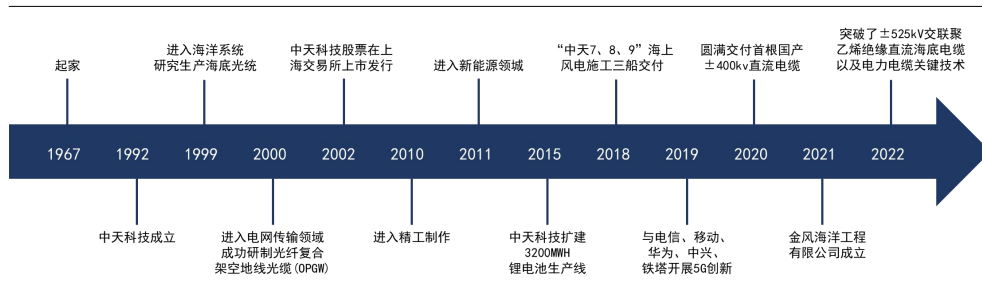 起家
进入海洋系统
研究生产海底光统
中天科技股票在上
海交易所上市发行
进入新能源领城
“中天7、8、9”海上
风电施工三船交付
圆满交付首根国产
±400kv直流电缆
突破了±525kV交联聚
乙烯绝缘直流海底电缆
以及电力电缆关键技术
1967 1992 1999 2000 2002 2010 2011 2015 2018 2019 2020 2021 2022
中天科技成立
进入电网传输领域
成功研制光纤复合
架空地线光缆(OPGW)
进入精工制作
中天科技扩建
3200MWH
锂电池生产线
与电信、移动、
华为、中兴、
铁塔开展5G创新
金风海洋工程
有限公司成立